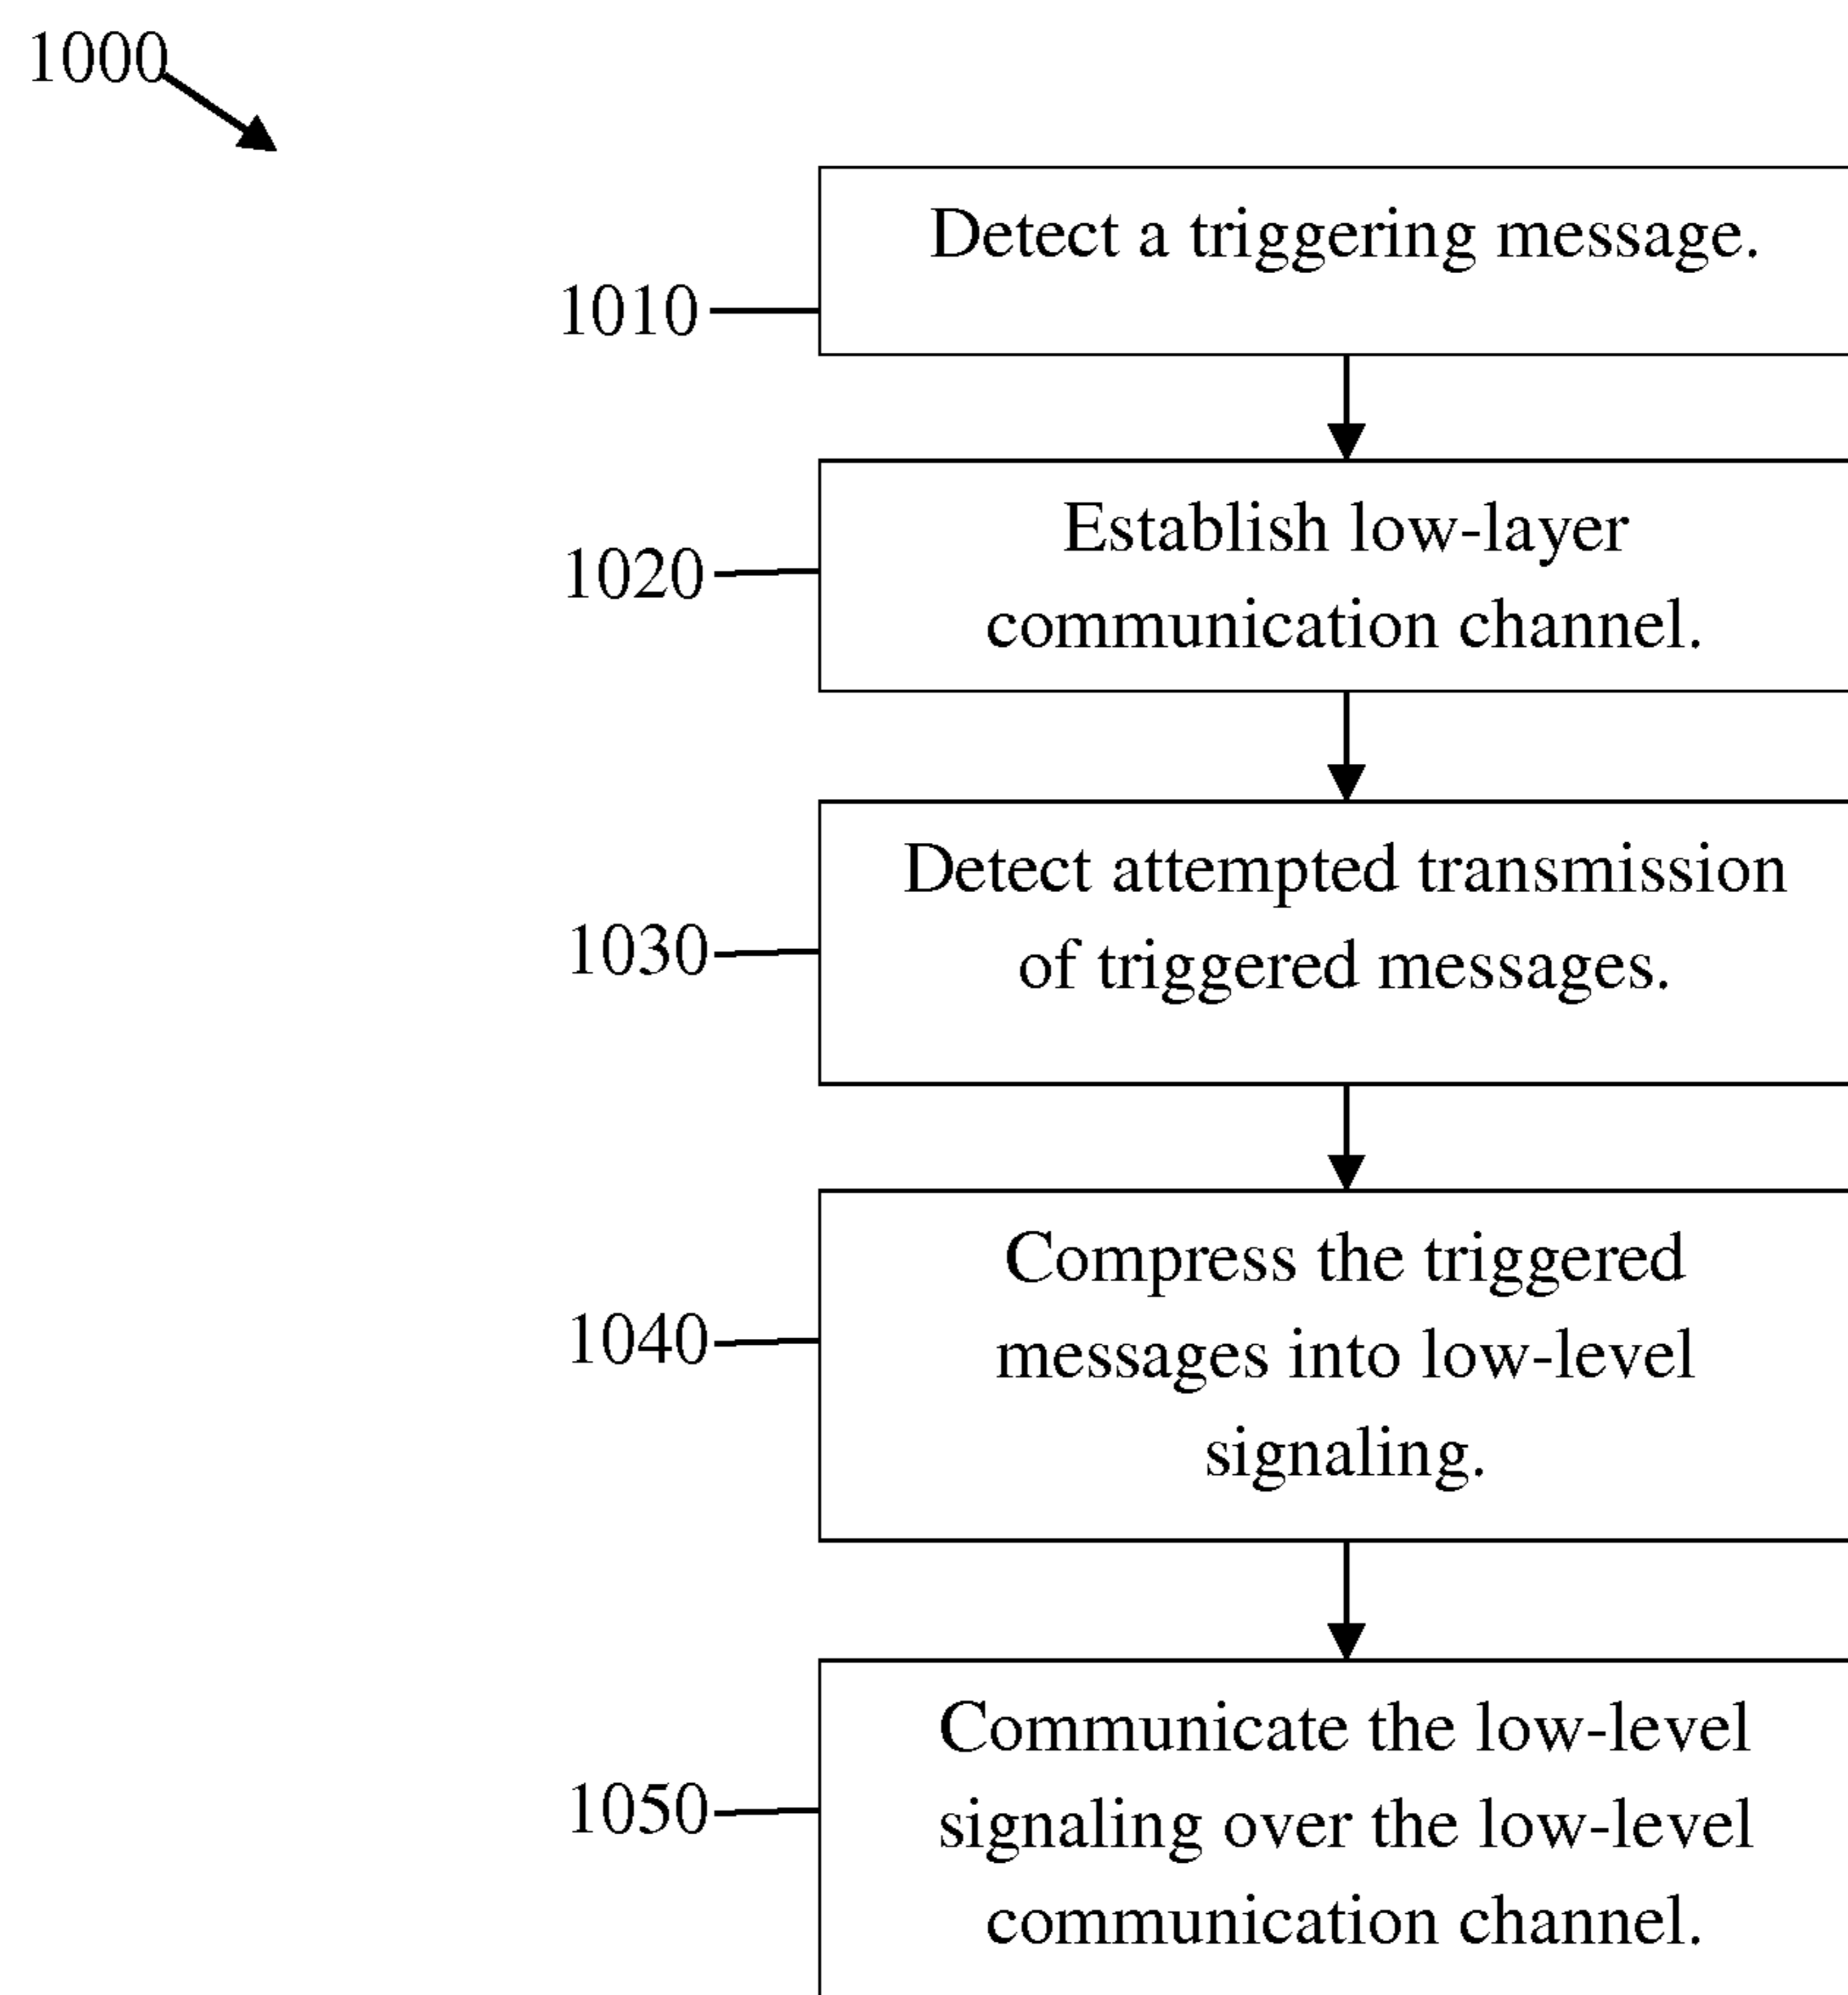 1000
Detect a triggering message.
1010
Establish low-layer
1020
communication channel.
Detect attempted transmission
1030
of triggered messages.
Compress the triggered
1040
messages into low-level
signaling.
Communicate the low-level
1050
signaling over the low-level
communication channel.